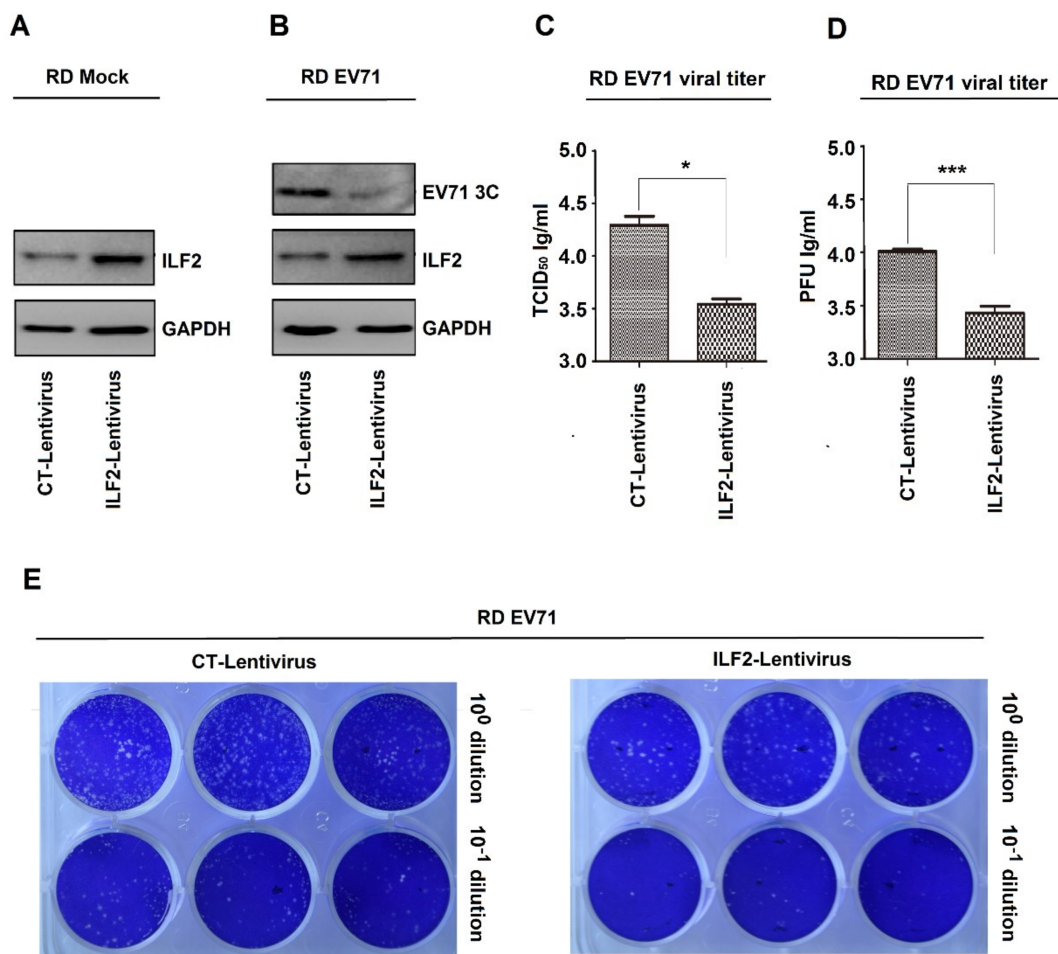 A
RD Mock
ILF2
GAPDH
CT-Lentivirus
ILF2-Lentivirus
B
RD EV71
EV71 3C
ILF2
GAPDH
CT-Lentivirus
ILF2-Lentivirus
C
RD EV71 viral titer
TCID₅₀ lg/ml
5.0
4.5
4.0
3.5
3.0
*
CT-Lentivirus
ILF2-Lentivirus
D
RD EV71 viral titer
PFU lg/ml
5.0
4.5
4.0
3.5
3.0
***
CT-Lentivirus
ILF2-Lentivirus
E
RD EV71
CT-Lentivirus
10⁰ dilution
10⁻¹ dilution
ILF2-Lentivirus
10⁰ dilution
10⁻¹ dilution